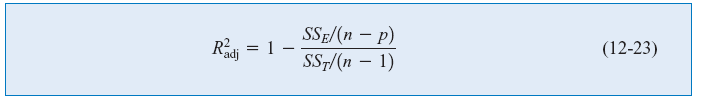 R²adj = 1 − SSE/(n − p) / SST/(n − 1) (12-23)